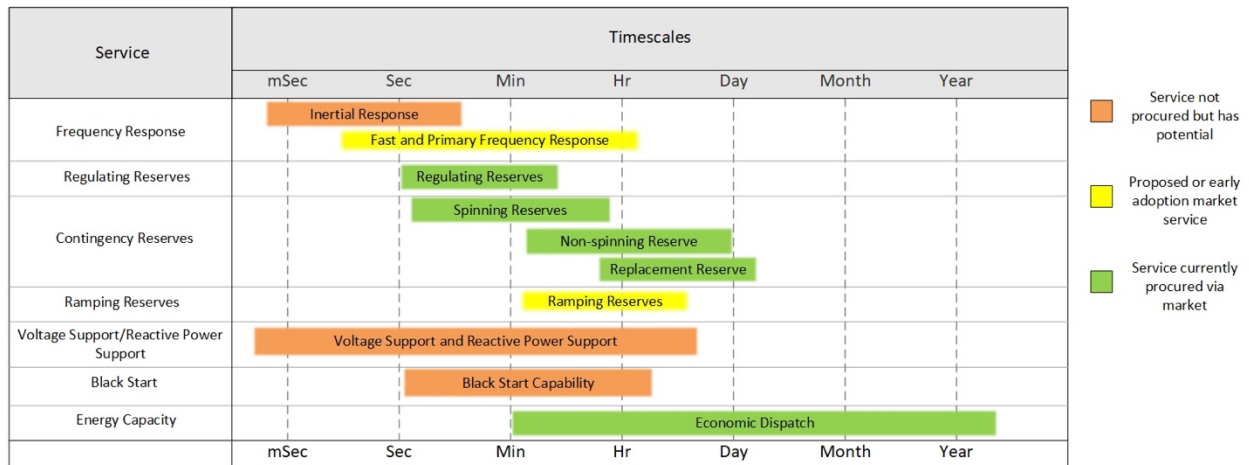 Service
Timescales
mSec Sec Min Hr Day Month Year
Frequency Response
Inertial Response
Fast and Primary Frequency Response
Regulating Reserves
Regulating Reserves
Contingency Reserves
Spinning Reserves
Non-spinning Reserve
Replacement Reserve
Ramping Reserves
Ramping Reserves
Voltage Support/Reactive Power
Support
Voltage Support and Reactive Power Support
Black Start
Black Start Capability
Energy Capacity
Economic Dispatch
mSec Sec Min Hr Day Month Year
Service not
procured but has
potential
Proposed or early
adoption market
service
Service currently
procured via
market